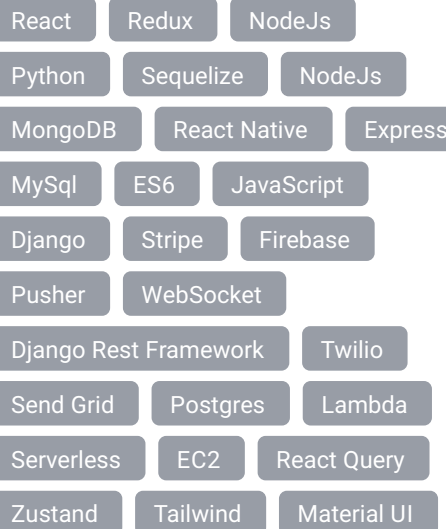 React Redux NodeJs
Python Sequelize NodeJs
MongoDB React Native Express
MySql ES6 JavaScript
Django Stripe Firebase
Pusher WebSocket
Django Rest Framework Twilio
Send Grid Postgres Lambda
Serverless EC2 React Query
Zustand Tailwind Material UI